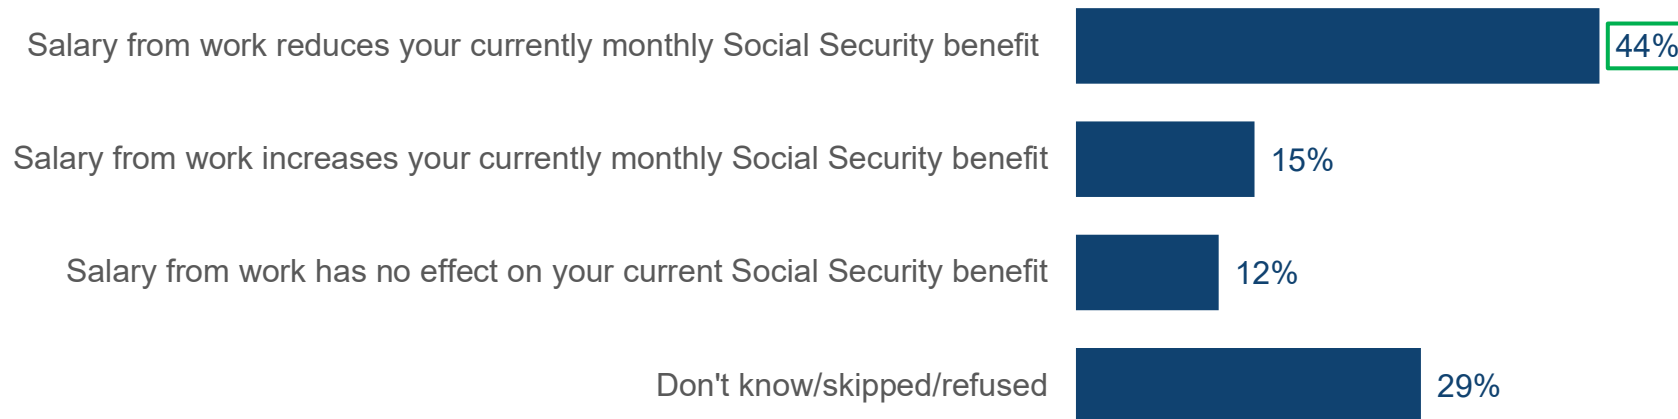 Salary from work reduces your currently monthly Social Security benefit 44%
Salary from work increases your currently monthly Social Security benefit 15%
Salary from work has no effect on your current Social Security benefit 12%
Don't know/skipped/refused 29%